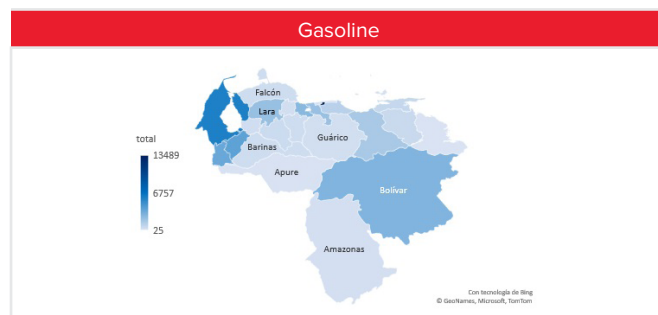 Gasoline
Falcón
Lara
Guárico
Barinas
Apure
Bolívar
Amazonas
total
13489
6757
25
Con tecnología de Bing
© GeoNames, Microsoft, TomTom